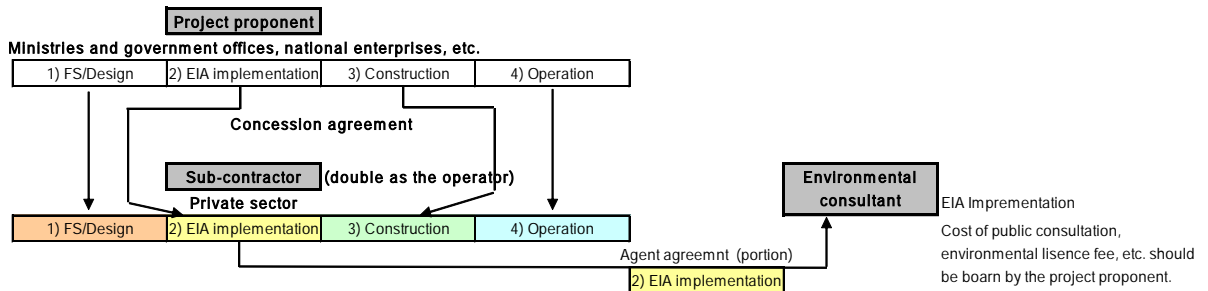 Project proponent
Ministries and government offices, national enterprises, etc.
1) FS/Design 2) EIA implementation 3) Construction 4) Operation
Concession agreement
Sub-contractor (double as the operator)
Private sector
1) FS/Design 2) EIA implementation 3) Construction 4) Operation
Agent agreemnt (portion)
2) EIA implementation
Environmental
consultant
EIA Imprementation
Cost of public consultation,
environmental lisence fee, etc. should
be boarn by the project proponent.